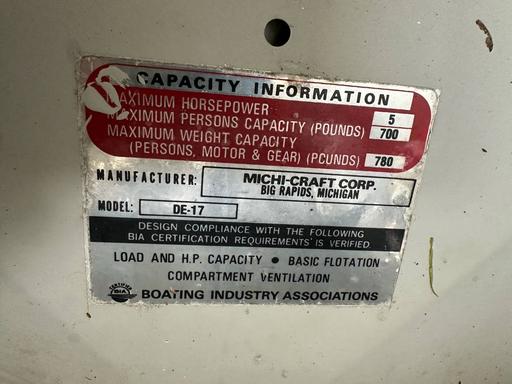 CAPACITY INFORMATION
MAXIMUM HORSEPOWER 5
MAXIMUM PERSONS CAPACITY (POUNDS) 700
MAXIMUM WEIGHT CAPACITY
(PERSONS, MOTOR & GEAR) (POUNDS) 780
MANUFACTURER: MICHI-CRAFT CORP.
BIG RAPIDS, MICHIGAN
MODEL: DE-17
DESIGN COMPLIANCE WITH THE FOLLOWING
BIA CERTIFICATION REQUIREMENTS IS VERIFIED
LOAD AND H.P. CAPACITY • BASIC FLOTATION
COMPARTMENT VENTILATION
CERTIFIED
BIA
BOATING INDUSTRY ASSOCIATIONS